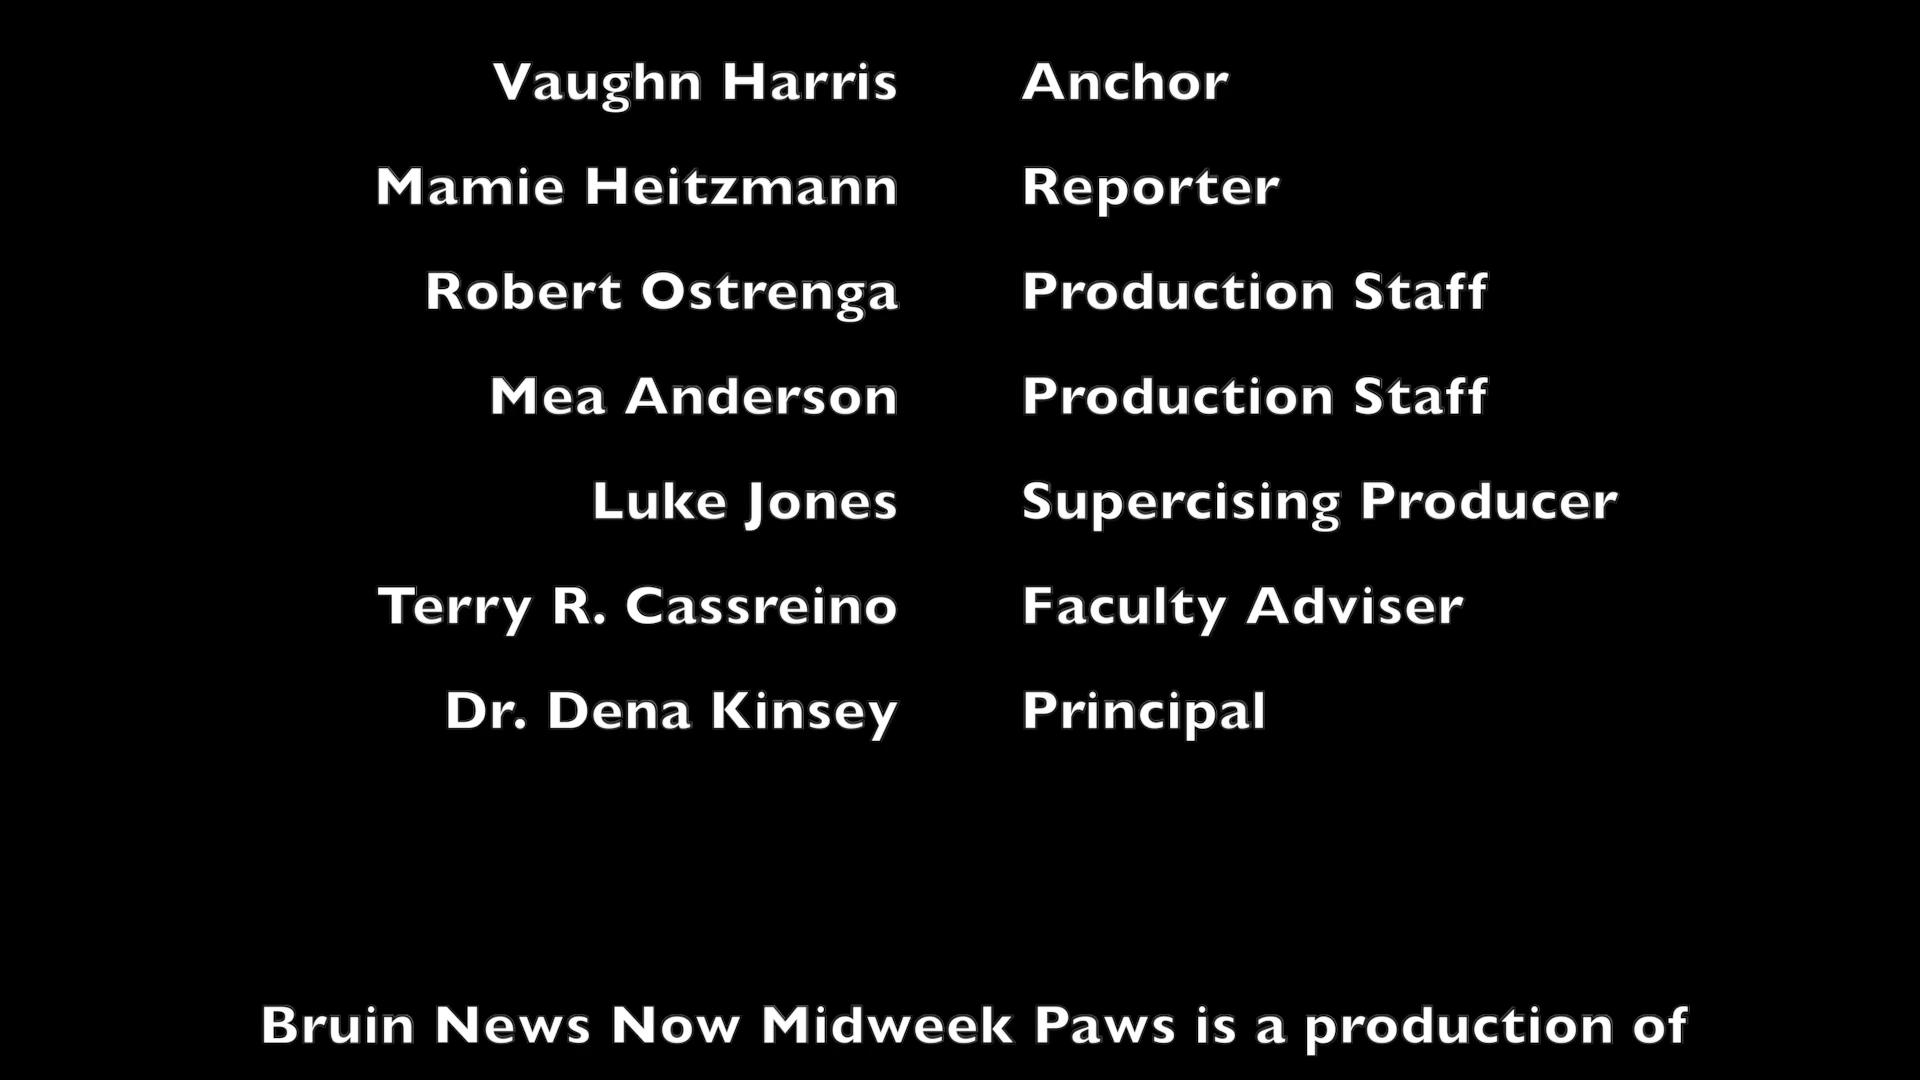 Vaughn Harris Anchor
Mamie Heitzmann Reporter
Robert Ostrenga Production Staff
Mea Anderson Production Staff
Luke Jones Supercising Producer
Terry R. Cassreino Faculty Adviser
Dr. Dena Kinsey Principal
Bruin News Now Midweek Paws is a production of